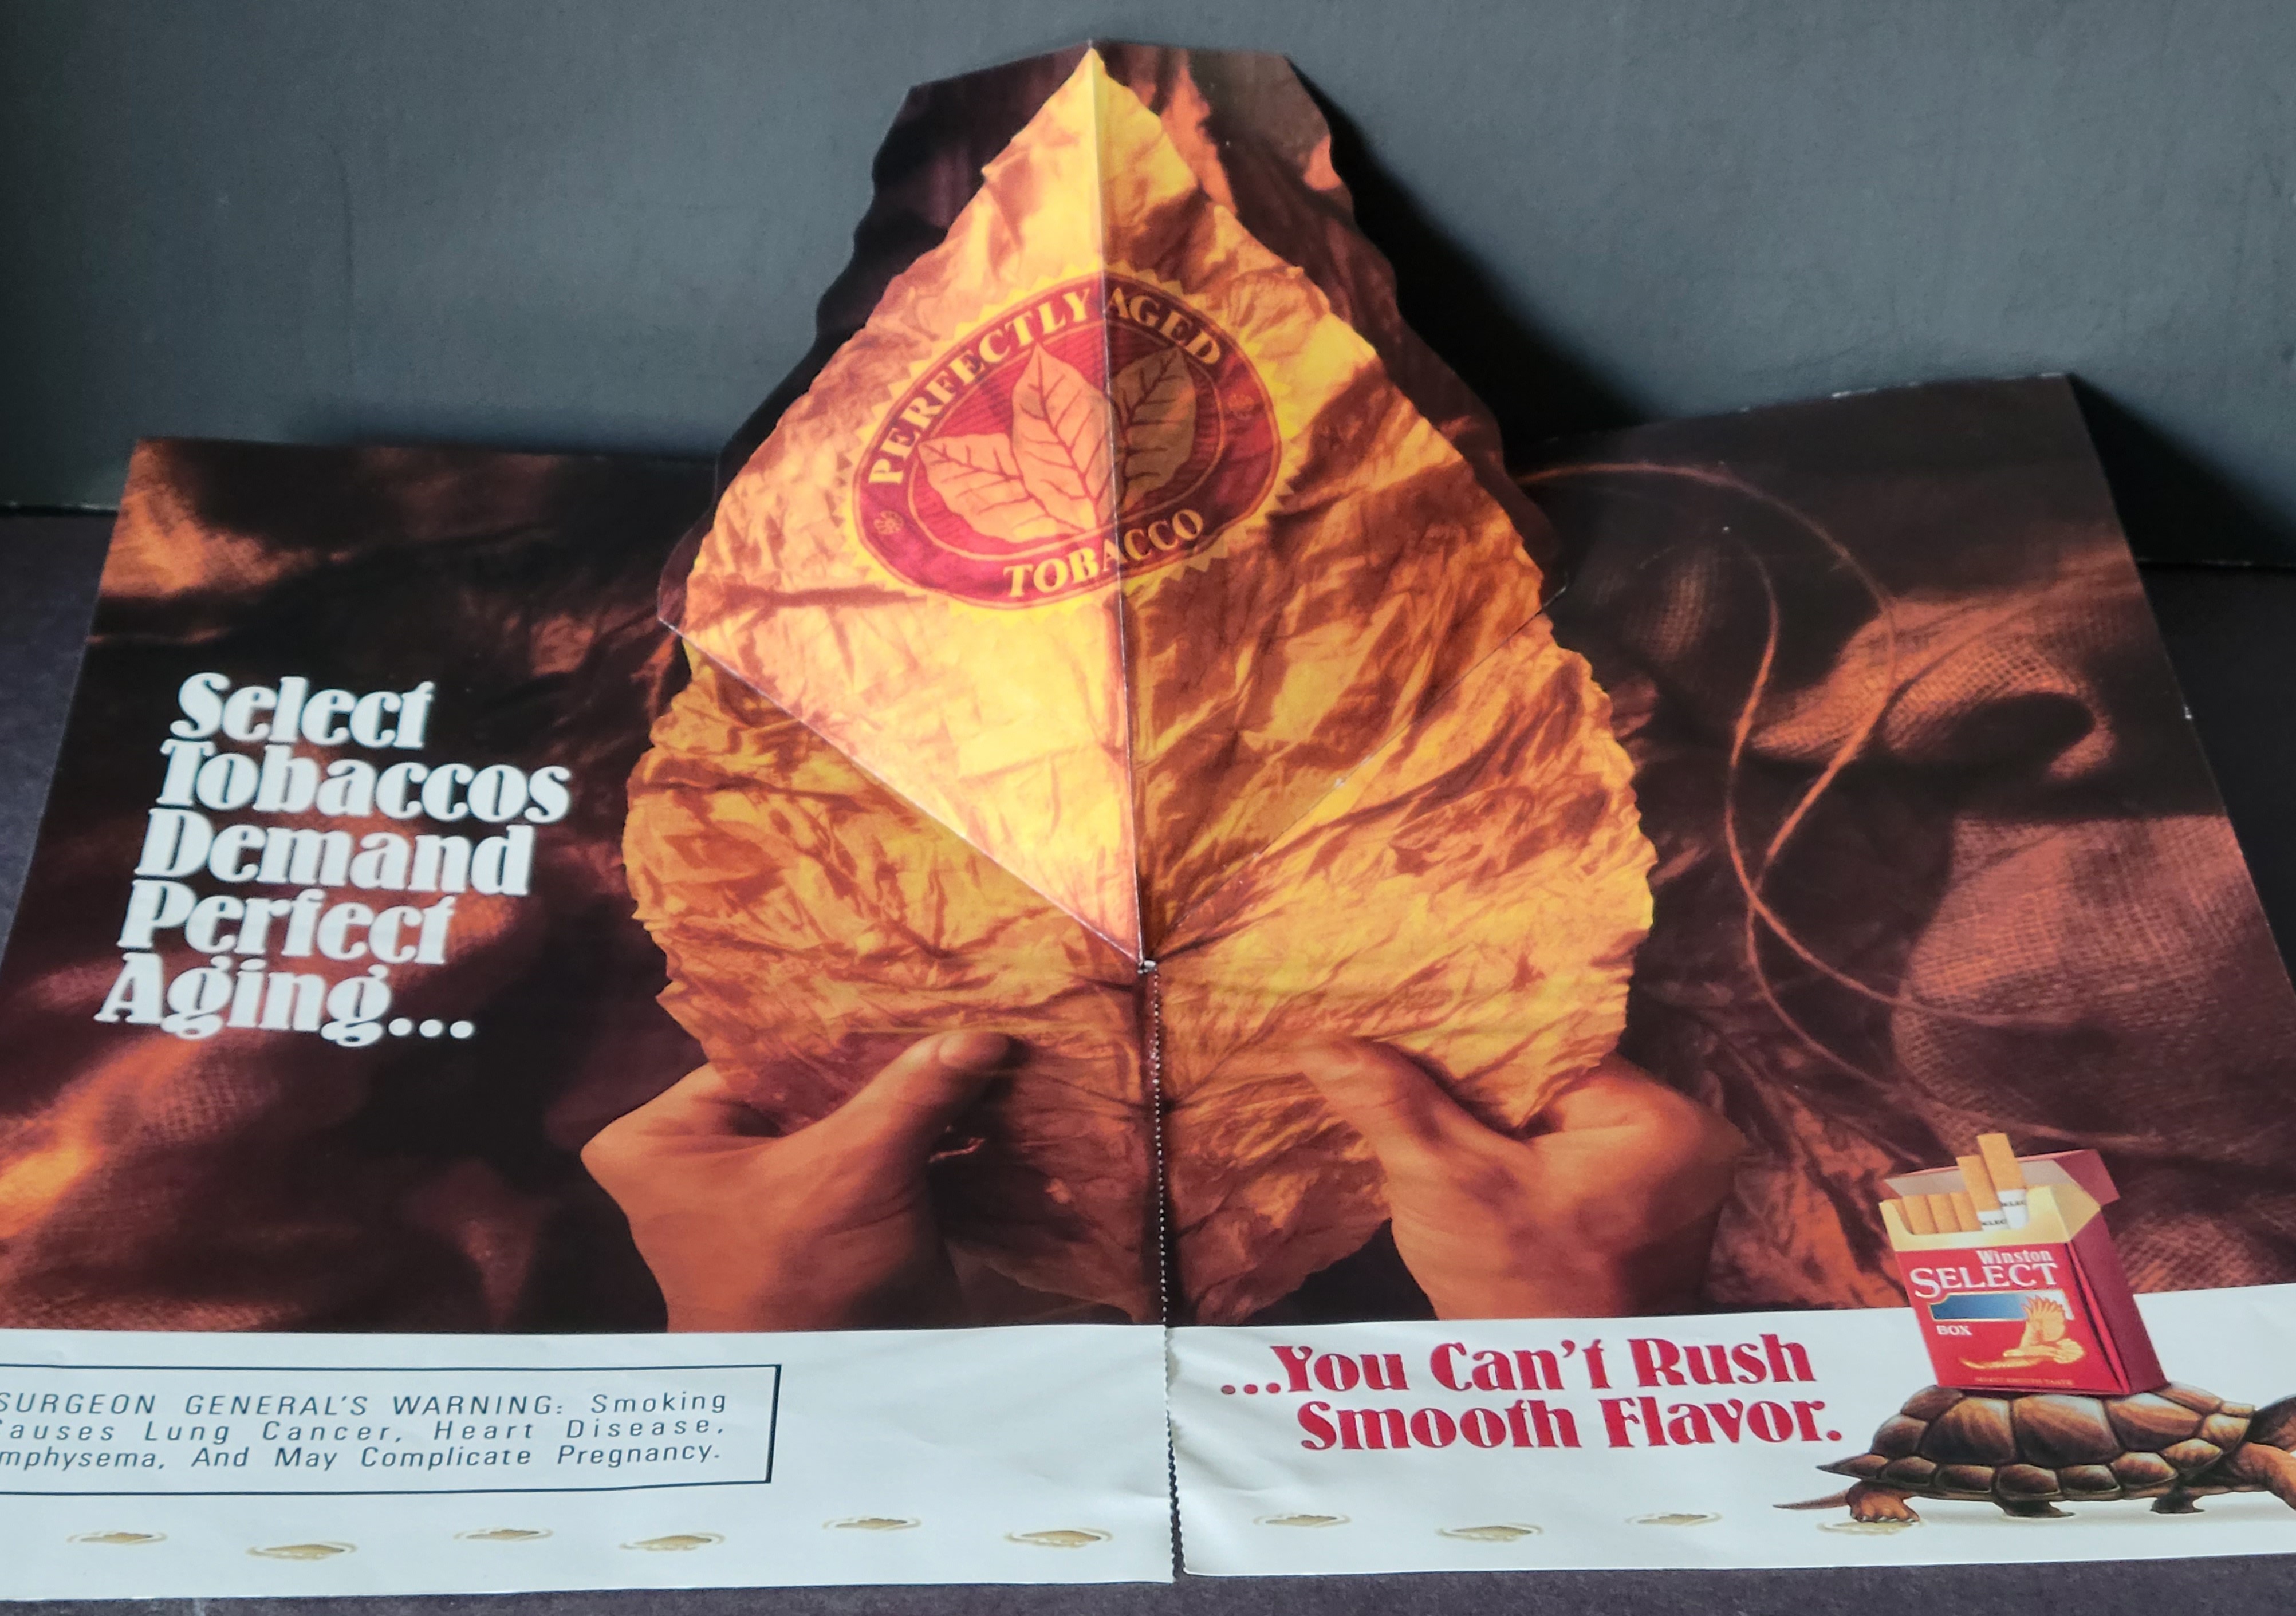 PERFECTLY AGED
TOBACCO
Select
Tobaccos
Demand
Perfect
Aging...
SURGEON GENERAL'S WARNING: Smoking
auses Lung Cancer, Heart Disease,
mphysema, And May Complicate Pregnancy.
...You Can't Rush
Smooth Flavor.
Winston
SELECT
BOX